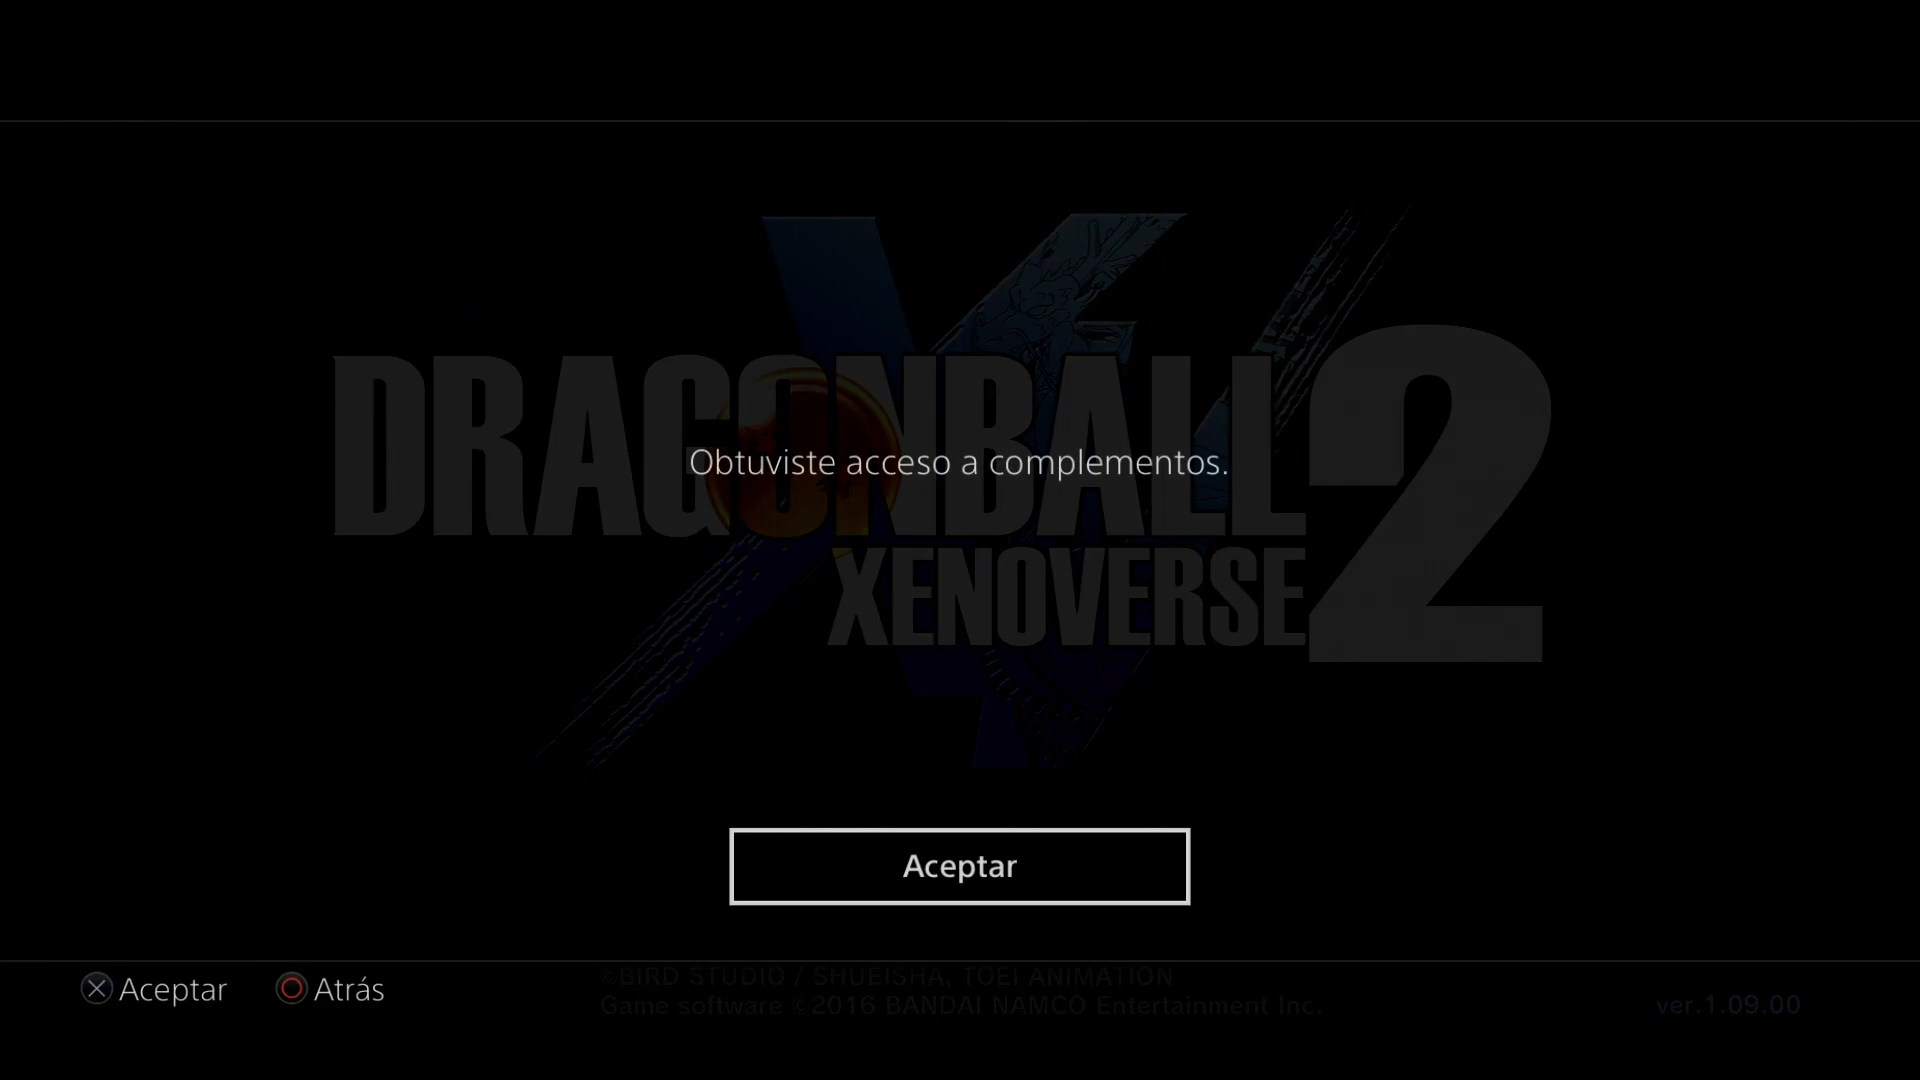 DRAGONBALL 2
Obtuviste acceso a complementos.
XENOVERSE
Aceptar
Aceptar Atrás
©BIRD STUDIO / SHUEISHA, TOEI ANIMATION
Game software ©2016 BANDAI NAMCO Entertainment Inc.
ver.1.09.00